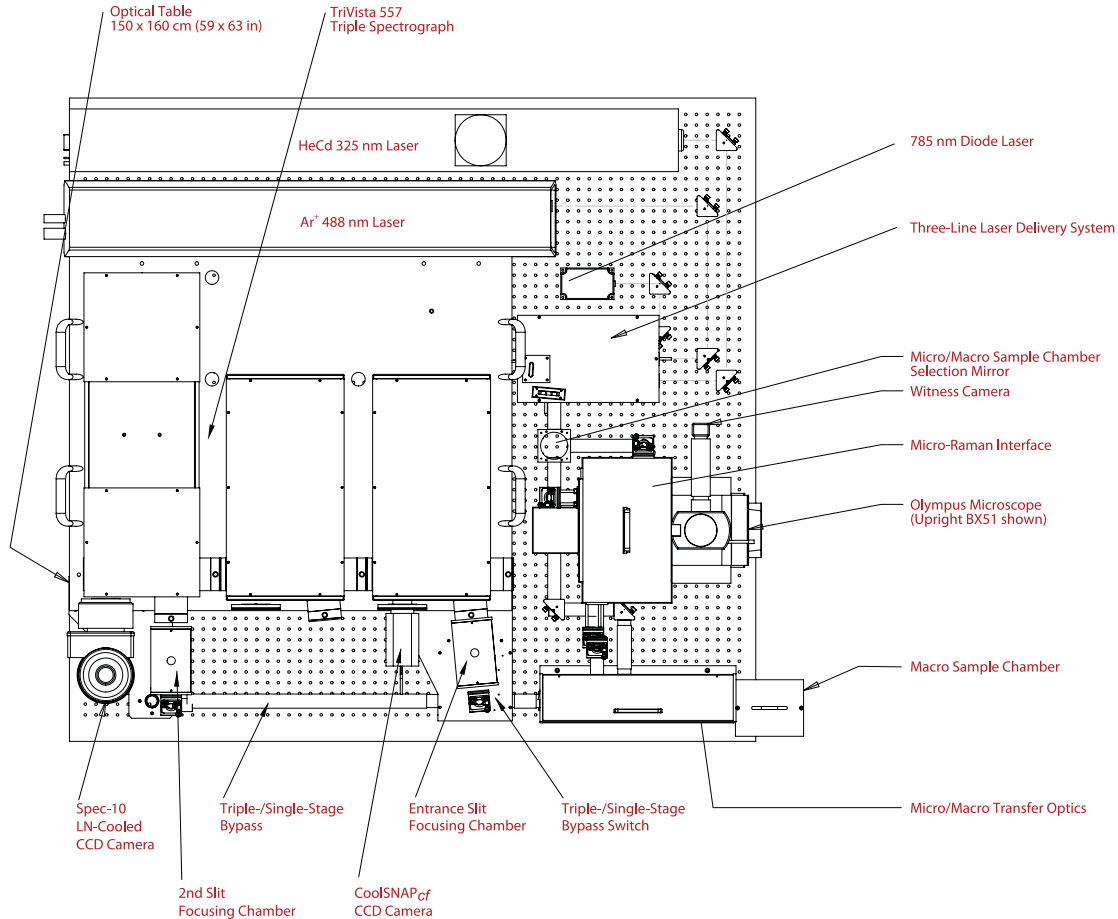 Optical Table
150 x 160 cm (59 x 63 in)
TriVista 557
Triple Spectrograph
HeCd 325 nm Laser
785 nm Diode Laser
Ar⁺ 488 nm Laser
Three-Line Laser Delivery System
Micro/Macro Sample Chamber
Selection Mirror
Witness Camera
Micro-Raman Interface
Olympus Microscope
(Upright BX51 shown)
Macro Sample Chamber
Spec-10
LN-Cooled
CCD Camera
Triple-/Single-Stage
Bypass
Entrance Slit
Focusing Chamber
Triple-/Single-Stage
Bypass Switch
Micro/Macro Transfer Optics
2nd Slit
Focusing Chamber
CoolSNAPcf
CCD Camera